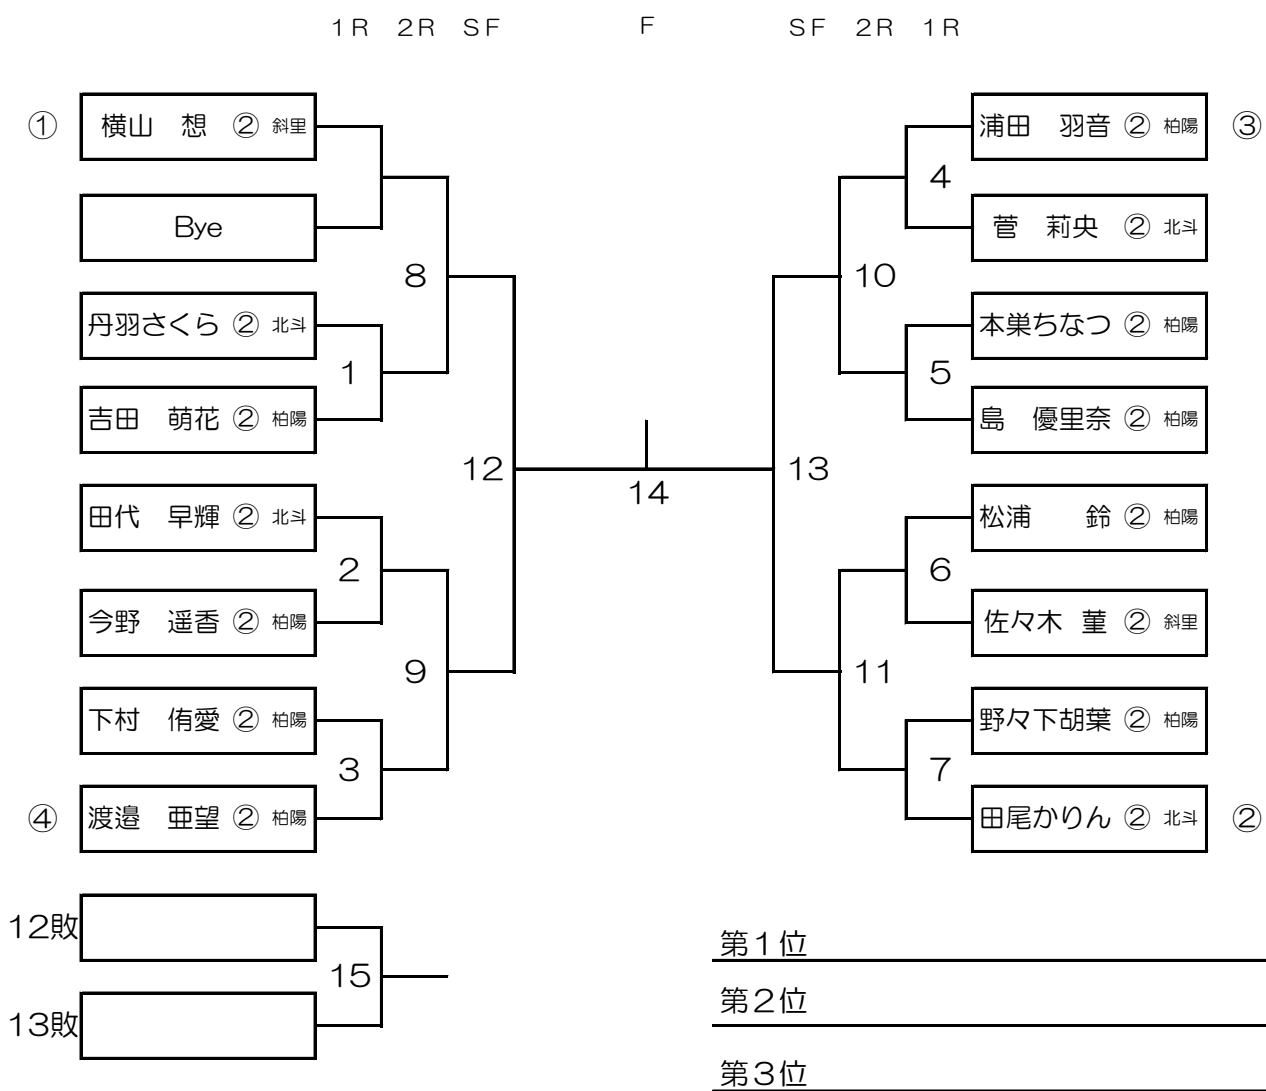 1R 2R SF F SF 2R 1R
① 横山 想 ② 斜里 浦田 羽音 ② 柏陽 ③
4
Bye 菅 莉央 ② 北斗
8 10
丹羽さくら ② 北斗 本巣ちなつ ② 柏陽
1 5
吉田 萌花 ② 柏陽 島 優里奈 ② 柏陽
12 13
14
田代 早輝 ② 北斗 松浦 鈴 ② 柏陽
2 6
今野 遥香 ② 柏陽 佐々木 菫 ② 斜里
9 11
下村 侑愛 ② 柏陽 野々下胡葉 ② 柏陽
3 7
④ 渡邉 亜望 ② 柏陽 田尾かりん ② 北斗 ②
12敗
第1位
15
第2位
13敗
第3位